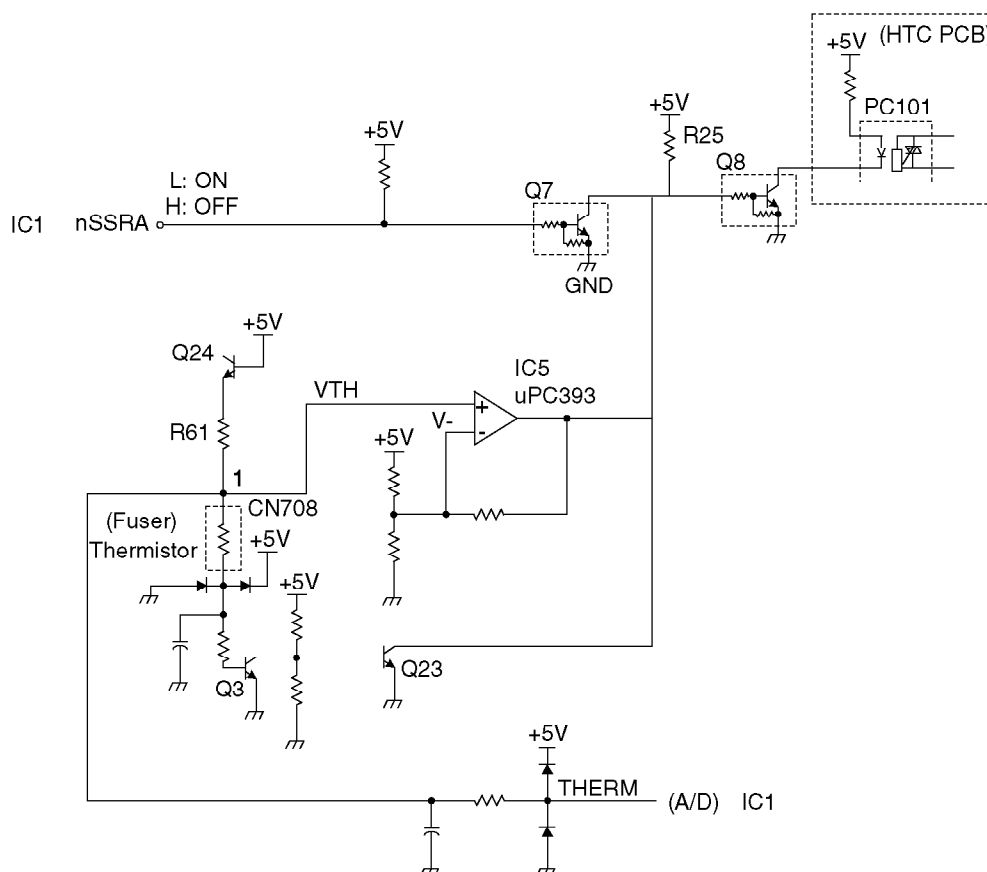 +5V (HTC PCB)
PC101
+5V
R25
Q8
+5V
L: ON
H: OFF
IC1 nSSRA
Q7
GND
+5V
Q24
R61
1
CN708
(Fuser)
Thermistor
+5V
+5V
Q3
VTH
IC5
uPC393
+
-
V-
+5V
Q23
+5V
THERM (A/D) IC1